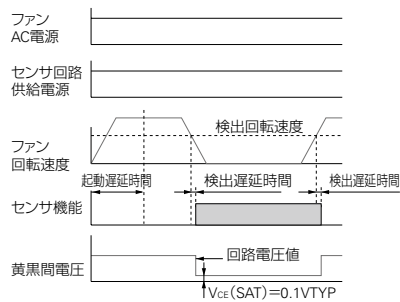 ファン
AC電源
センサ回路
供給電源
検出回転速度
ファン
回転速度
起動遅延時間
検出遅延時間
検出遅延時間
センサ機能
回路電圧値
黄黒間電圧
VCE(SAT)=0.1VTYP